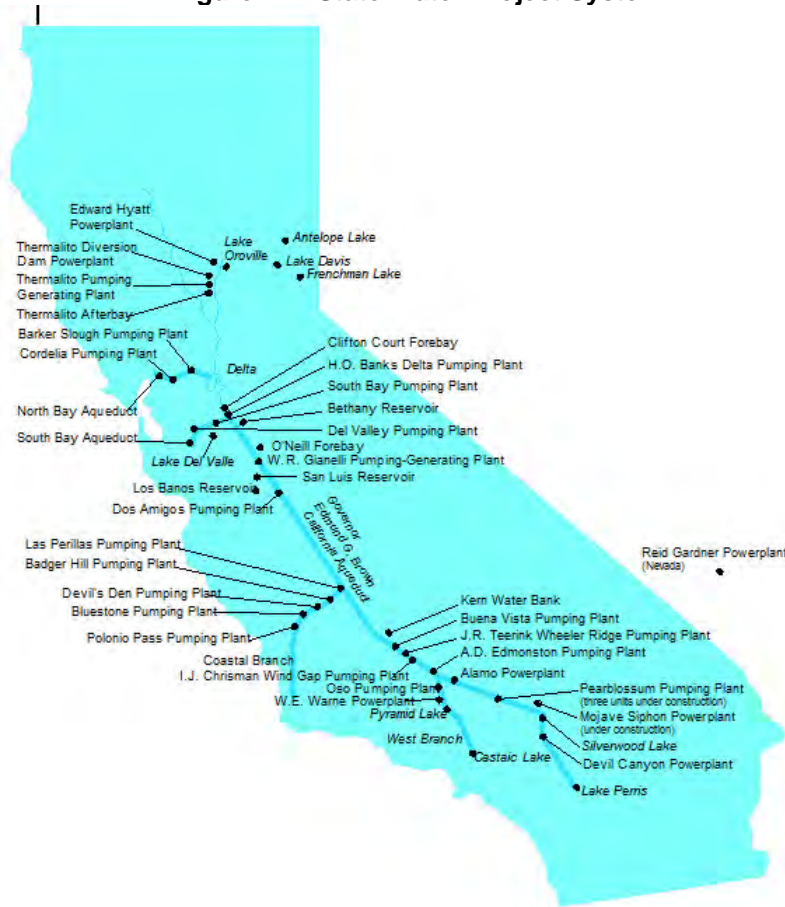 State Water Project System
Edward Hyatt
Powerplant
Lake
Oroville
Antelope Lake
Thermalito Diversion
Dam Powerplant
Lake Davis
Frenchman Lake
Thermalito Pumping
Generating Plant
Thermalito Afterbay
Barker Slough Pumping Plant
Cordelia Pumping Plant
Delta
Clifton Court Forebay
H.O. Banks Delta Pumping Plant
South Bay Pumping Plant
North Bay Aqueduct
Bethany Reservoir
South Bay Aqueduct
Del Valley Pumping Plant
Lake Del Valle
O'Neill Forebay
W.R. Gianelli Pumping-Generating Plant
San Luis Reservoir
Los Banos Reservoir
Dos Amigos Pumping Plant
Governor
Edmond G. Brown
California Aqueduct
Las Perillas Pumping Plant
Badger Hill Pumping Plant
Reid Gardner Powerplant
(Nevada)
Devil's Den Pumping Plant
Bluestone Pumping Plant
Polonio Pass Pumping Plant
Kern Water Bank
Buena Vista Pumping Plant
J.R. Teerink Wheeler Ridge Pumping Plant
A.D. Edmonston Pumping Plant
Coastal Branch
I.J. Chrisman Wind Gap Pumping Plant
Alamo Powerplant
Oso Pumping Plant
W.E. Warne Powerplant
Pyramid Lake
Pearblossum Pumping Plant
(three units under construction)
Mojave Siphon Powerplant
(under construction)
West Branch
Silverwood Lake
Castaic Lake
Devil Canyon Powerplant
Lake Perris